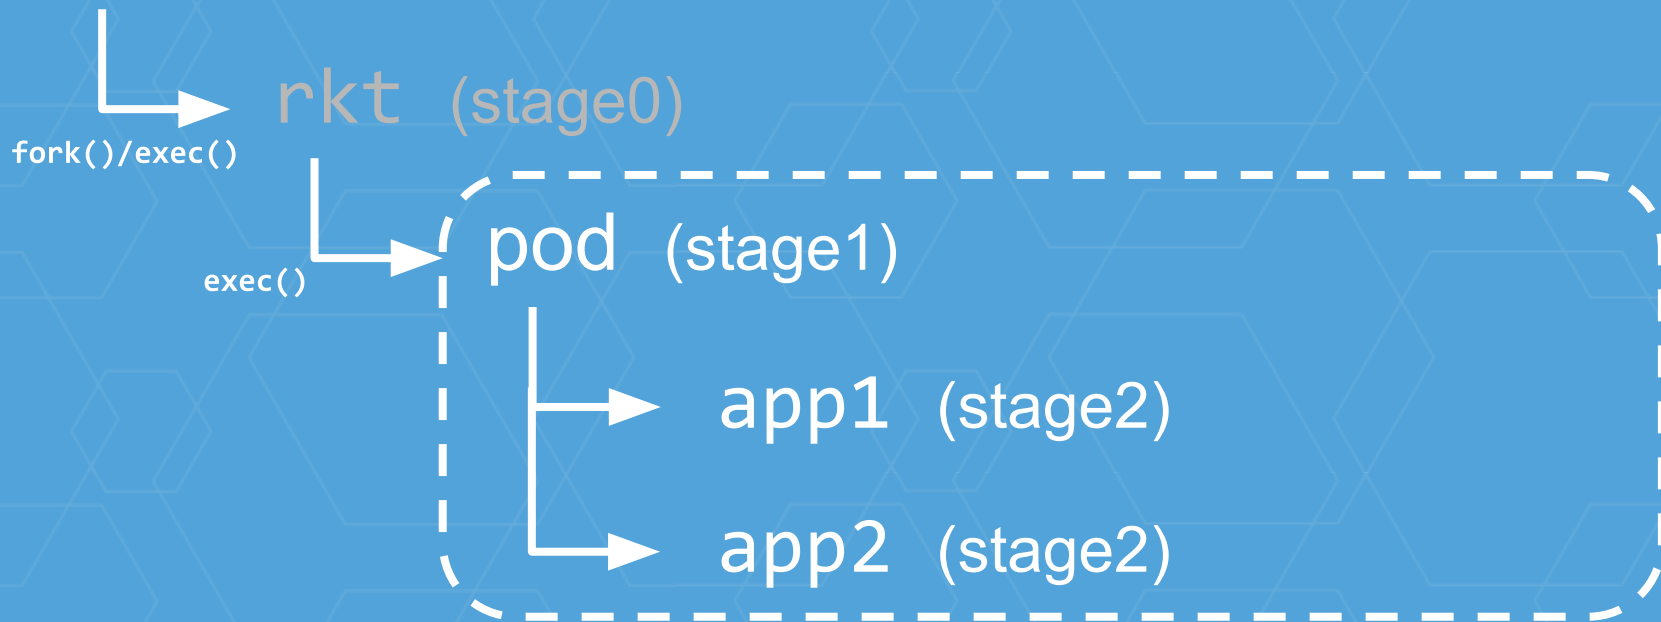 rkt (stage0)
fork()/exec()
pod (stage1)
exec()
app1 (stage2)
app2 (stage2)